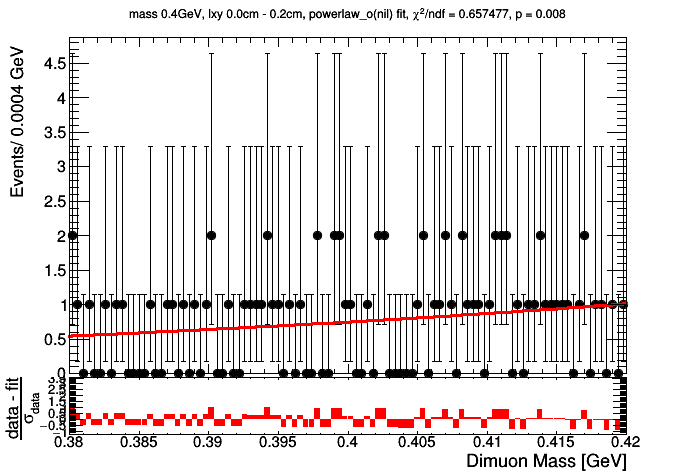 mass 0.4GeV, lxy 0.0cm - 0.2cm, powerlaw_o(nil) fit, χ²/ndf = 0.657477, p = 0.008
Events/ 0.0004 GeV
4.5
4
3.5
3
2.5
2
1.5
1
0.5
0
data - fit
σdata
0.38 0.385 0.39 0.395 0.4 0.405 0.41 0.415 0.42
Dimuon Mass [GeV]